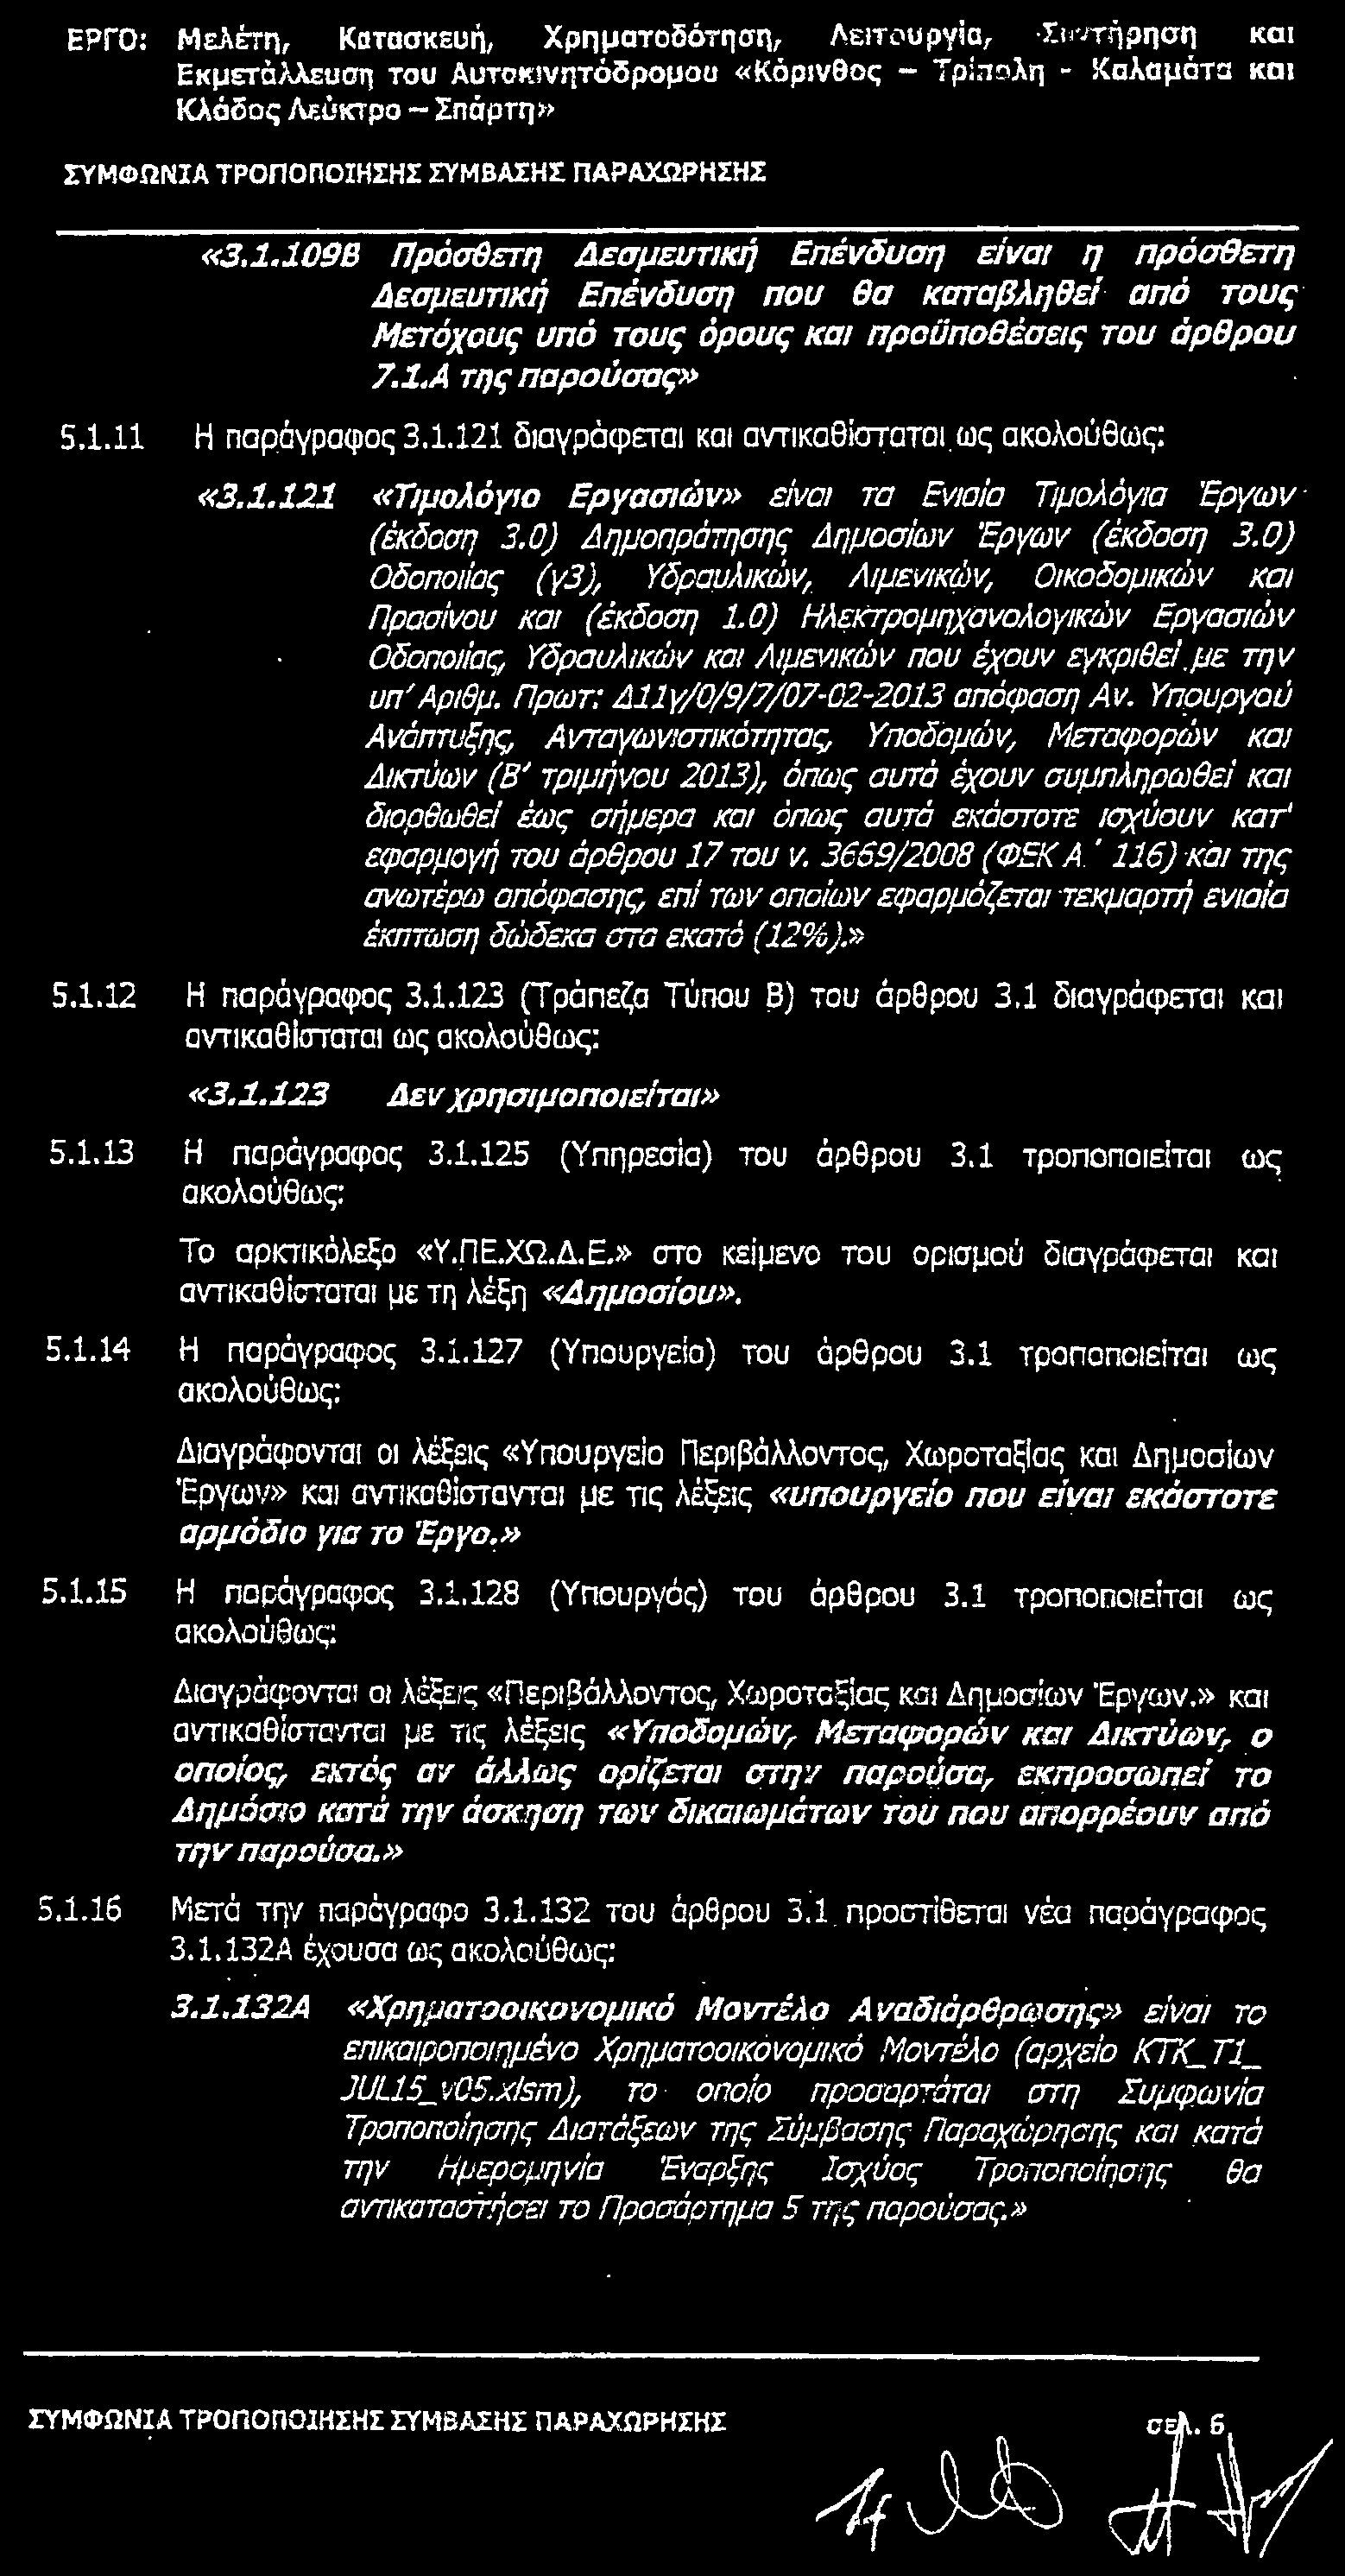 ΕΡΓΟ: Μελέτη, Κατασκευή, Χρηματοδότηση, Λειτουργία, Συντήρηση και
Εκμετάλλευση του Αυτοκινητόδρομου «Κόρινθος – Τρίπολη - Καλαμάτα και
Κλάδος Λεύκτρο – Σπάρτη»
ΣΥΜΦΩΝΙΑ ΤΡΟΠΟΠΟΙΗΣΗΣ ΣΥΜΒΑΣΗΣ ΠΑΡΑΧΩΡΗΣΗΣ
«3.1.109Β Πρόσθετη Δεσμευτική Επένδυση είναι η πρόσθετη
Δεσμευτική Επένδυση που θα καταβληθεί από τους
Μετόχους υπό τους όρους και προϋποθέσεις του άρθρου
7.1.Α της παρούσας»
5.1.11 Η παράγραφος 3.1.121 διαγράφεται και αντικαθίσταται ως ακολούθως:
«3.1.121 «Τιμολόγιο Εργασιών» είναι τα Ενιαία Τιμολόγια Έργων
(έκδοση 3.0) Δημοπράτησης Δημοσίων Έργων (έκδοση 3.0)
Οδοποιίας (γ3), Υδραυλικών, Λιμενικών, Οικοδομικών και
Πρασίνου και (έκδοση 1.0) Ηλεκτρομηχανολογικών Εργασιών
Οδοποιίας, Υδραυλικών και Λιμενικών που έχουν εγκριθεί με την
υπ' Αριθμ. Πρωτ: Δ11γ/0/9/7/07-02-2013 απόφαση Αν. Υπουργού
Ανάπτυξης, Ανταγωνιστικότητας, Υποδομών, Μεταφορών και
Δικτύων (Β' τριμήνου 2013), όπως αυτά έχουν συμπληρωθεί και
διορθωθεί έως σήμερα και όπως αυτά εκάστοτε ισχύουν κατ'
εφαρμογή του άρθρου 17 του ν. 3669/2008 (ΦΕΚ Α ' 116) και της
ανωτέρω απόφασης, επί των οποίων εφαρμόζεται τεκμαρτή ενιαία
έκπτωση δώδεκα στα εκατό (12%).»
5.1.12 Η παράγραφος 3.1.123 (Τράπεζα Τύπου Β) του άρθρου 3.1 διαγράφεται και
αντικαθίσταται ως ακολούθως:
«3.1.123 Δεν χρησιμοποιείται»
5.1.13 Η παράγραφος 3.1.125 (Υπηρεσία) του άρθρου 3.1 τροποποιείται ως
ακολούθως:
Το αρκτικόλεξο «Υ.ΠΕ.ΧΩ.Δ.Ε.» στο κείμενο του ορισμού διαγράφεται και
αντικαθίσταται με τη λέξη «Δημοσίου».
5.1.14 Η παράγραφος 3.1.127 (Υπουργείο) του άρθρου 3.1 τροποποιείται ως
ακολούθως:
Διαγράφονται οι λέξεις «Υπουργείο Περιβάλλοντος, Χωροταξίας και Δημοσίων
Έργων» και αντικαθίστανται με τις λέξεις «υπουργείο που είναι εκάστοτε
αρμόδιο για το Έργο.»
5.1.15 Η παράγραφος 3.1.128 (Υπουργός) του άρθρου 3.1 τροποποιείται ως
ακολούθως:
Διαγράφονται οι λέξεις «Περιβάλλοντος, Χωροταξίας και Δημοσίων Έργων.» και
αντικαθίστανται με τις λέξεις «Υποδομών, Μεταφορών και Δικτύων, ο
οποίος, εκτός αν άλλως ορίζεται στην παρούσα, εκπροσωπεί το
Δημόσιο κατά την άσκηση των δικαιωμάτων του που απορρέουν από
την παρούσα.»
5.1.16 Μετά την παράγραφο 3.1.132 του άρθρου 3.1 προστίθεται νέα παράγραφος
3.1.132Α έχουσα ως ακολούθως:
3.1.132Α «Χρηματοοικονομικό Μοντέλο Αναδιάρθρωσης» είναι το
επικαιροποιημένο Χρηματοοικονομικό Μοντέλο (αρχείο KTK_T1_
JUL15_v05.xlsm), το οποίο προσαρτάται στη Συμφωνία
Τροποποίησης Διατάξεων της Σύμβασης Παραχώρησης και κατά
την Ημερομηνία Έναρξης Ισχύος Τροποποίησης θα
αντικαταστήσει το Προσάρτημα 5 της παρούσας.»
ΣΥΜΦΩΝΙΑ ΤΡΟΠΟΠΟΙΗΣΗΣ ΣΥΜΒΑΣΗΣ ΠΑΡΑΧΩΡΗΣΗΣ σελ. 6